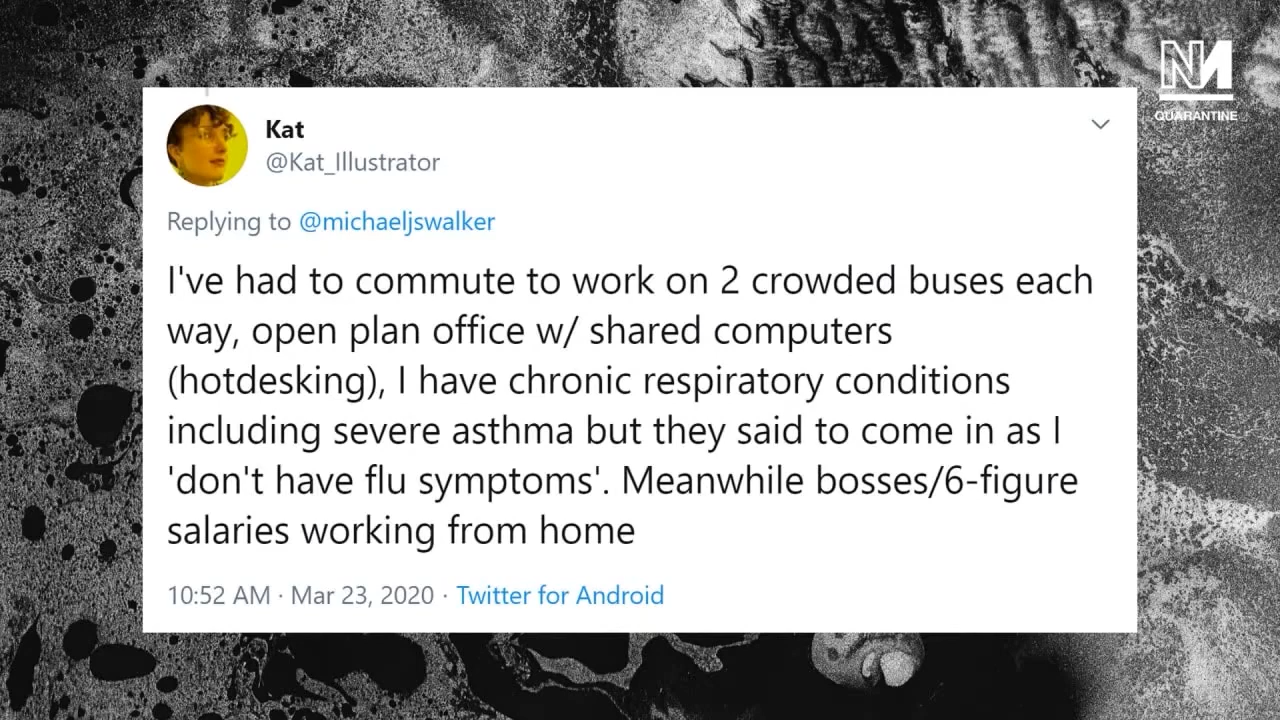 Kat
@Kat_Illustrator
Replying to @michaeljswalker
I've had to commute to work on 2 crowded buses each
way, open plan office w/ shared computers
(hotdesking), I have chronic respiratory conditions
including severe asthma but they said to come in as I
'don't have flu symptoms'. Meanwhile bosses/6-figure
salaries working from home
10:52 AM · Mar 23, 2020 · Twitter for Android
NM
QUARANTINE